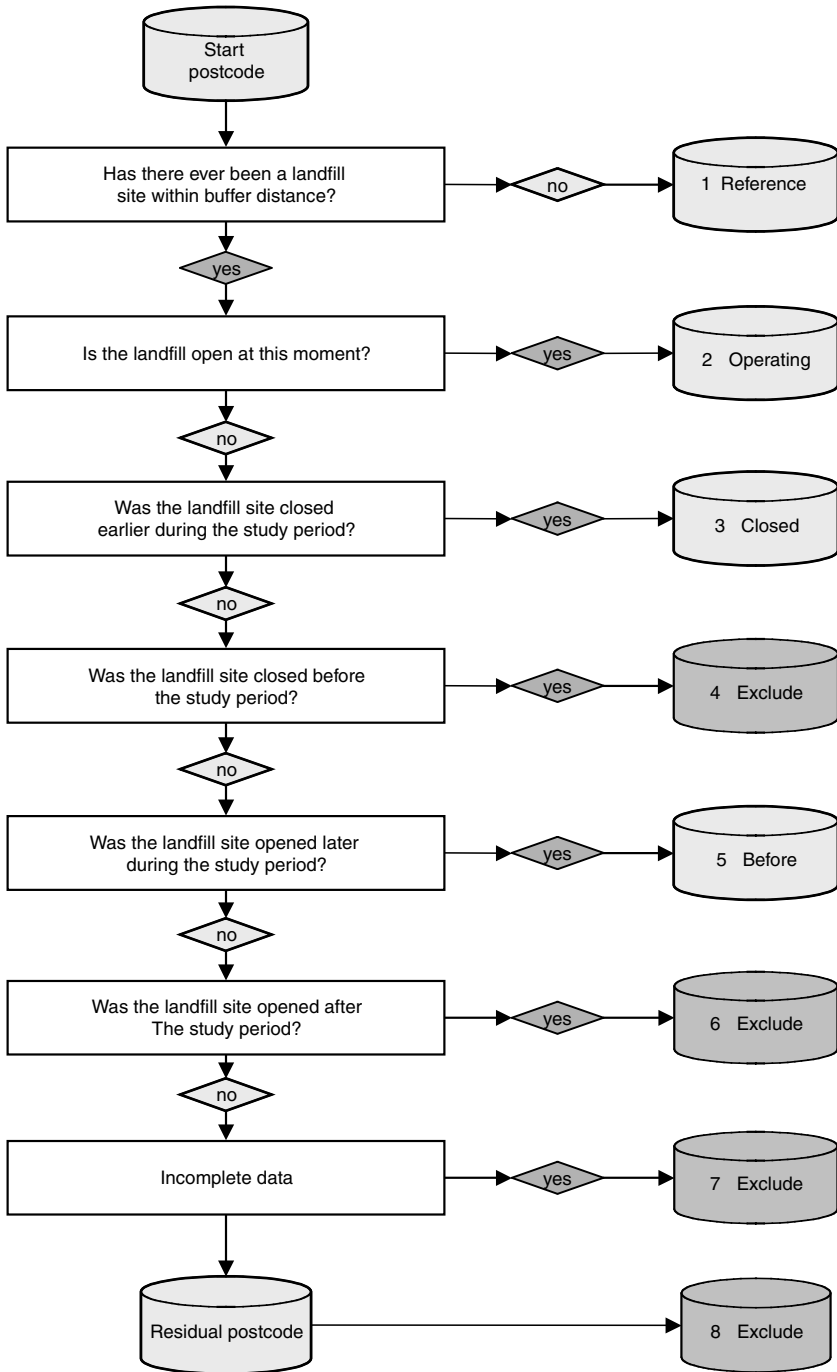 Start
postcode
Has there ever been a landfill
site within buffer distance?
no
1 Reference
yes
Is the landfill open at this moment?
yes
2 Operating
no
Was the landfill site closed
earlier during the study period?
yes
3 Closed
no
Was the landfill site closed before
the study period?
yes
4 Exclude
no
Was the landfill site opened later
during the study period?
yes
5 Before
no
Was the landfill site opened after
The study period?
yes
6 Exclude
no
Incomplete data
yes
7 Exclude
Residual postcode
8 Exclude